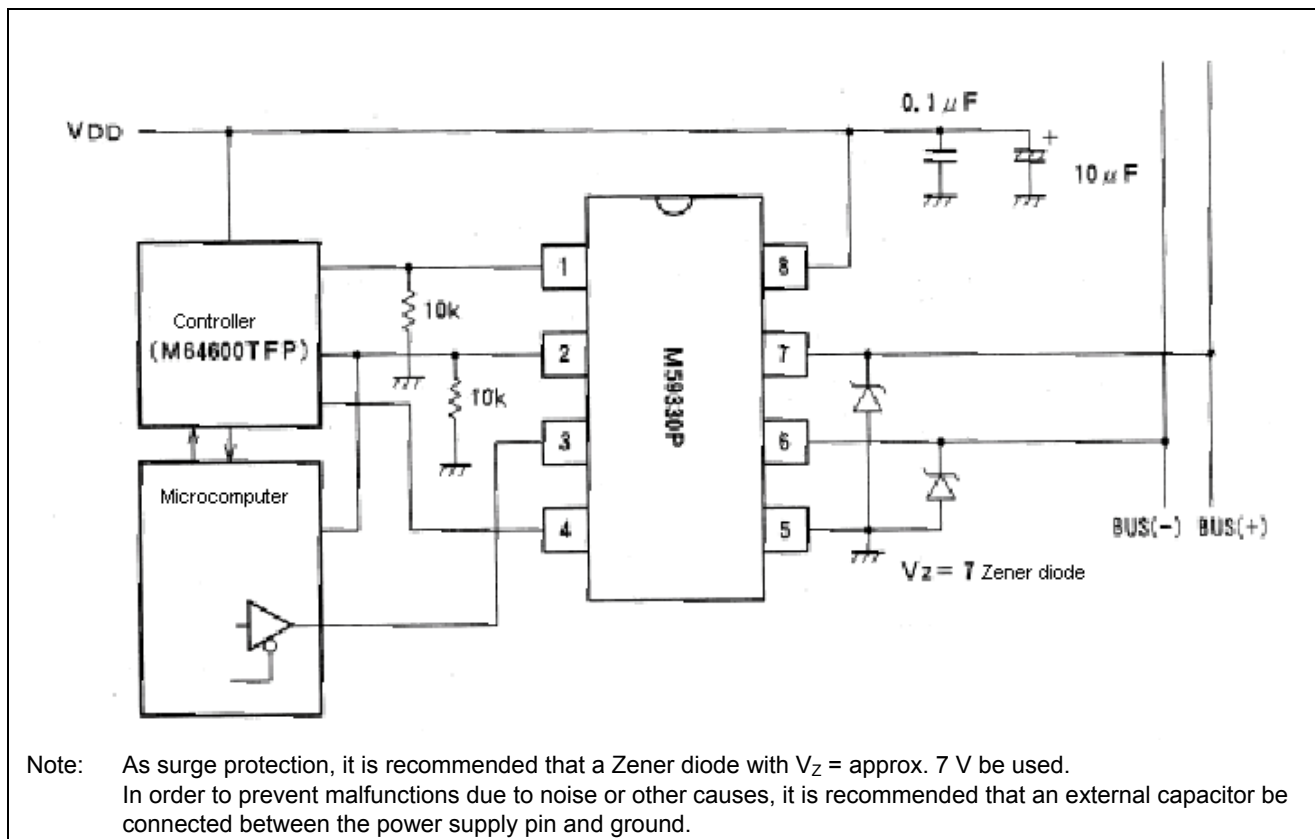 VDD
0.1 μF
+
10 μF
1
8
10k
Controller
(M64600TFP)
2
7
10k
M59330P
3
6
Microcomputer
4
5
BUS(-) BUS(+)
Vz = 7 Zener diode
Note: As surge protection, it is recommended that a Zener diode with VZ = approx. 7 V be used.
In order to prevent malfunctions due to noise or other causes, it is recommended that an external capacitor be
connected between the power supply pin and ground.